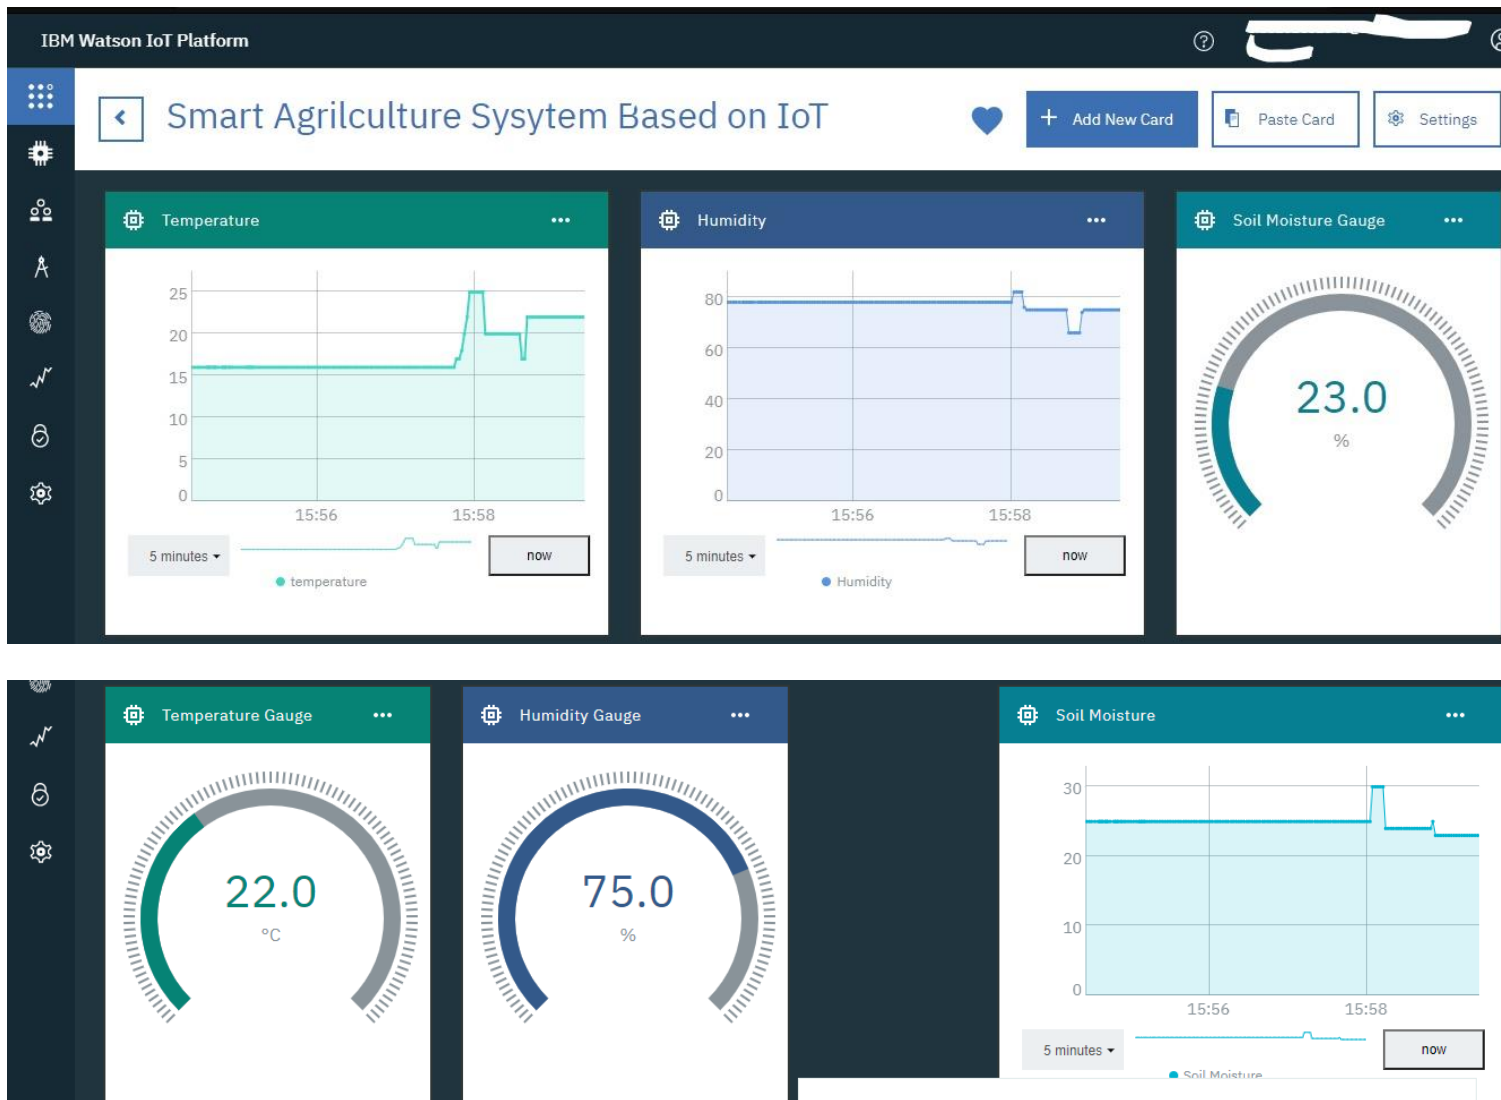 IBM Watson IoT Platform
Smart Agrilculture Sysytem Based on IoT
+ Add New Card
Paste Card
Settings
Temperature
25
20
15
10
5
0
15:56 15:58
5 minutes
now
temperature
Humidity
80
60
40
20
0
15:56 15:58
5 minutes
now
Humidity
Soil Moisture Gauge
23.0
%
Temperature Gauge
22.0
°C
Humidity Gauge
75.0
%
Soil Moisture
30
20
10
0
15:56 15:58
5 minutes
now
Soil Moisture